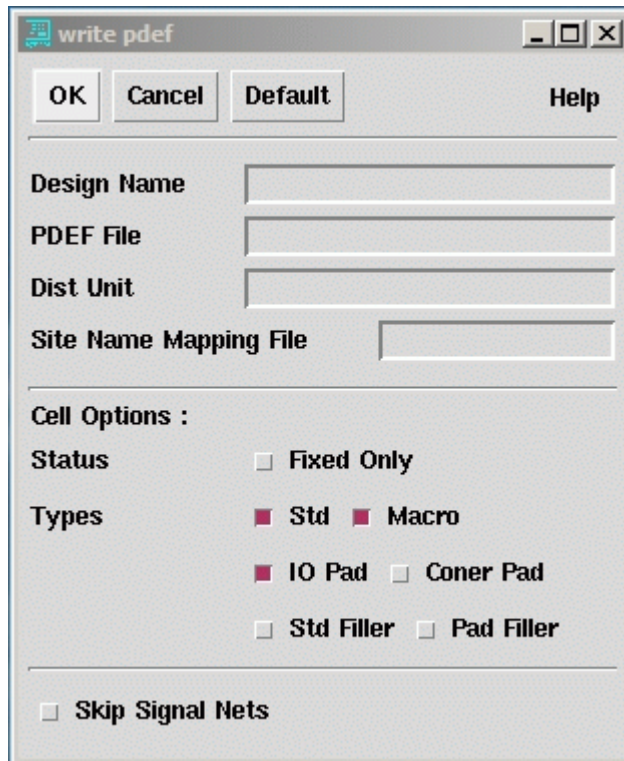 write pdef
OK Cancel Default Help
Design Name
PDEF File
Dist Unit
Site Name Mapping File
Cell Options :
Status Fixed Only
Types Std Macro
IO Pad Coner Pad
Std Filler Pad Filler
Skip Signal Nets